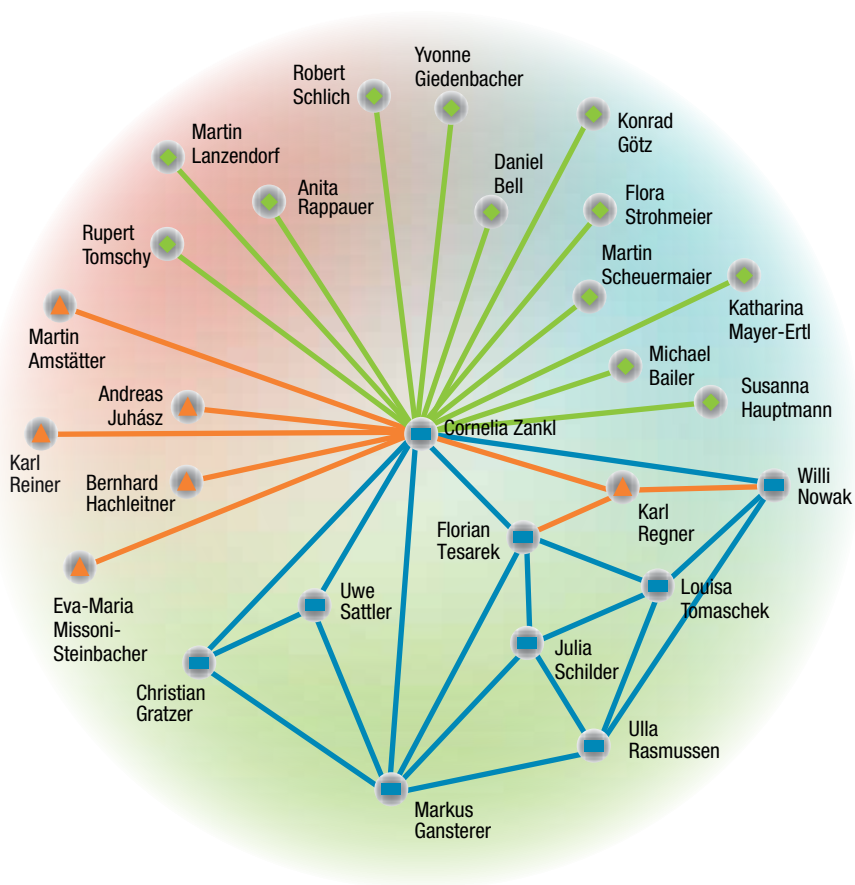 Yvonne
Giedenbacher
Robert
Schlich
Konrad
Götz
Martin
Lanzendorf
Daniel
Bell
Anita
Rappauer
Flora
Strohmeier
Rupert
Tomschy
Martin
Scheuermaier
Katharina
Mayer-Ertl
Martin
Amstätter
Michael
Bailer
Andreas
Juhász
Susanna
Hauptmann
Cornelia Zankl
Karl
Reiner
Bernhard
Hachleitner
Willi
Nowak
Karl
Regner
Florian
Tesarek
Uwe
Sattler
Louisa
Tomaschek
Eva-Maria
Missoni-
Steinbacher
Julia
Schilder
Christian
Gratzer
Ulla
Rasmussen
Markus
Gansterer